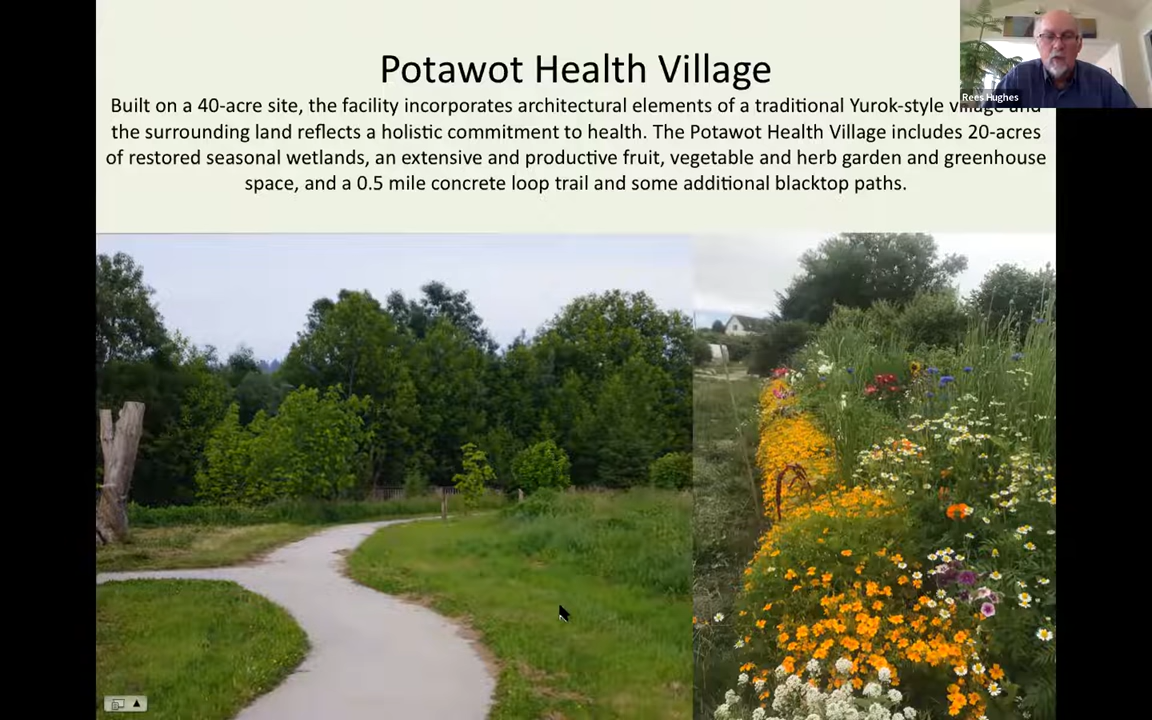 Potawot Health Village
Built on a 40-acre site, the facility incorporates architectural elements of a traditional Yurok-style village and
the surrounding land reflects a holistic commitment to health. The Potawot Health Village includes 20-acres
of restored seasonal wetlands, an extensive and productive fruit, vegetable and herb garden and greenhouse
space, and a 0.5 mile concrete loop trail and some additional blacktop paths.
Rees Hughes